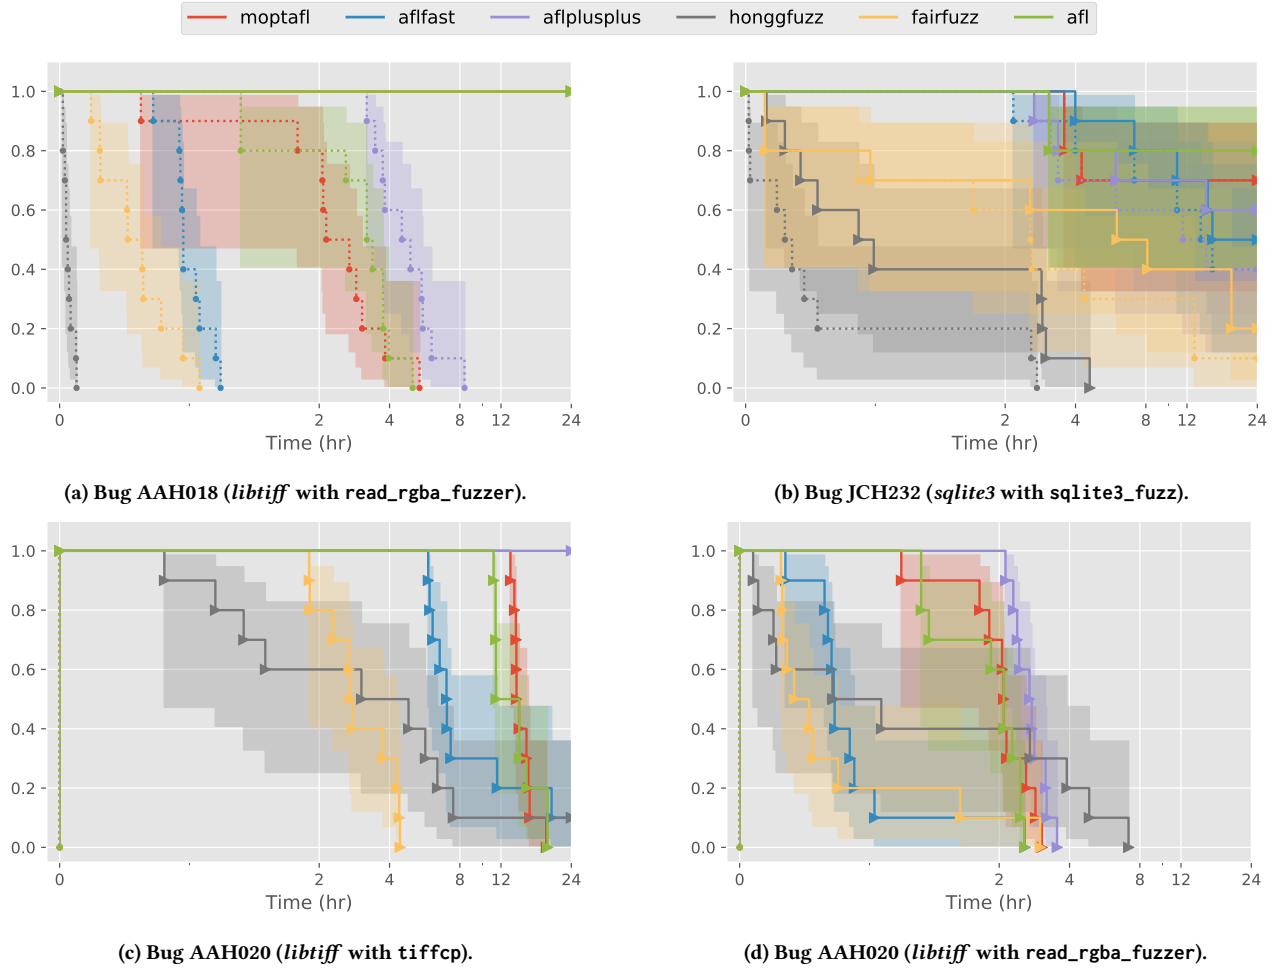 moptafl aflfast aflplusplus honggfuzz fairfuzz afl
1.0
0.8
0.6
0.4
0.2
0.0
0 2 4 8 12 24
Time (hr)
(a) Bug AAH018 (libtiff with read_rgba_fuzzer).
1.0
0.8
0.6
0.4
0.2
0.0
0 2 4 8 12 24
Time (hr)
(b) Bug JCH232 (sqlite3 with sqlite3_fuzz).
1.0
0.8
0.6
0.4
0.2
0.0
0 2 4 8 12 24
Time (hr)
(c) Bug AAH020 (libtiff with tiffcp).
1.0
0.8
0.6
0.4
0.2
0.0
0 2 4 8 12 24
Time (hr)
(d) Bug AAH020 (libtiff with read_rgba_fuzzer).